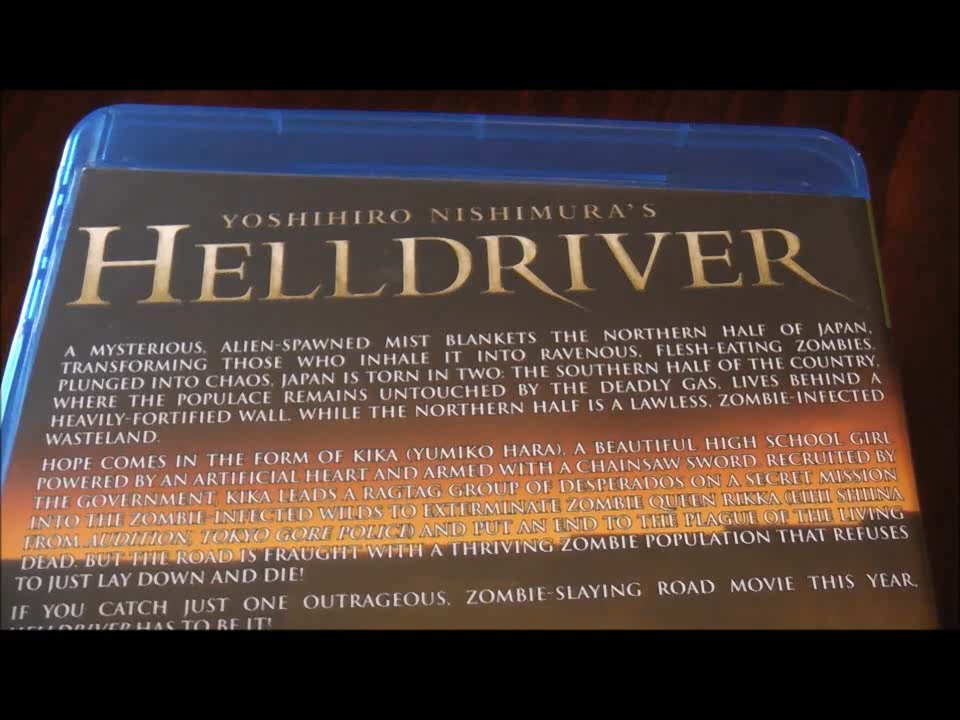 YOSHIHIRO NISHIMURA'S
HELLDRIVER
A MYSTERIOUS, ALIEN-SPAWNED MIST BLANKETS THE NORTHERN HALF OF JAPAN,
TRANSFORMING THOSE WHO INHALE IT INTO RAVENOUS, FLESH-EATING ZOMBIES.
PLUNGED INTO CHAOS, JAPAN IS TORN IN TWO: THE SOUTHERN HALF OF THE COUNTRY,
WHERE THE POPULACE REMAINS UNTOUCHED BY THE DEADLY GAS, LIVES BEHIND A
HEAVILY-FORTIFIED WALL, WHILE THE NORTHERN HALF IS A LAWLESS, ZOMBIE-INFECTED
WASTELAND.
HOPE COMES IN THE FORM OF KIKA (YUMIKO HARA), A BEAUTIFUL HIGH SCHOOL GIRL
POWERED BY AN ARTIFICIAL HEART AND ARMED WITH A CHAINSAW SWORD. RECRUITED BY
THE GOVERNMENT, KIKA LEADS A RAGTAG GROUP OF DESPERADOS ON A SECRET MISSION
INTO THE ZOMBIE-INFECTED WILDS TO EXTERMINATE ZOMBIE QUEEN RIKKA (EIHI SHIINA
FROM AUDITION, TOKYO GORE POLICE) AND PUT AN END TO THE PLAGUE OF THE LIVING
DEAD. BUT THE ROAD IS FRAUGHT WITH A THRIVING ZOMBIE POPULATION THAT REFUSES
TO JUST LAY DOWN AND DIE!
IF YOU CATCH JUST ONE OUTRAGEOUS, ZOMBIE-SLAYING ROAD MOVIE THIS YEAR,
HELLDRIVER HAS TO BE IT!